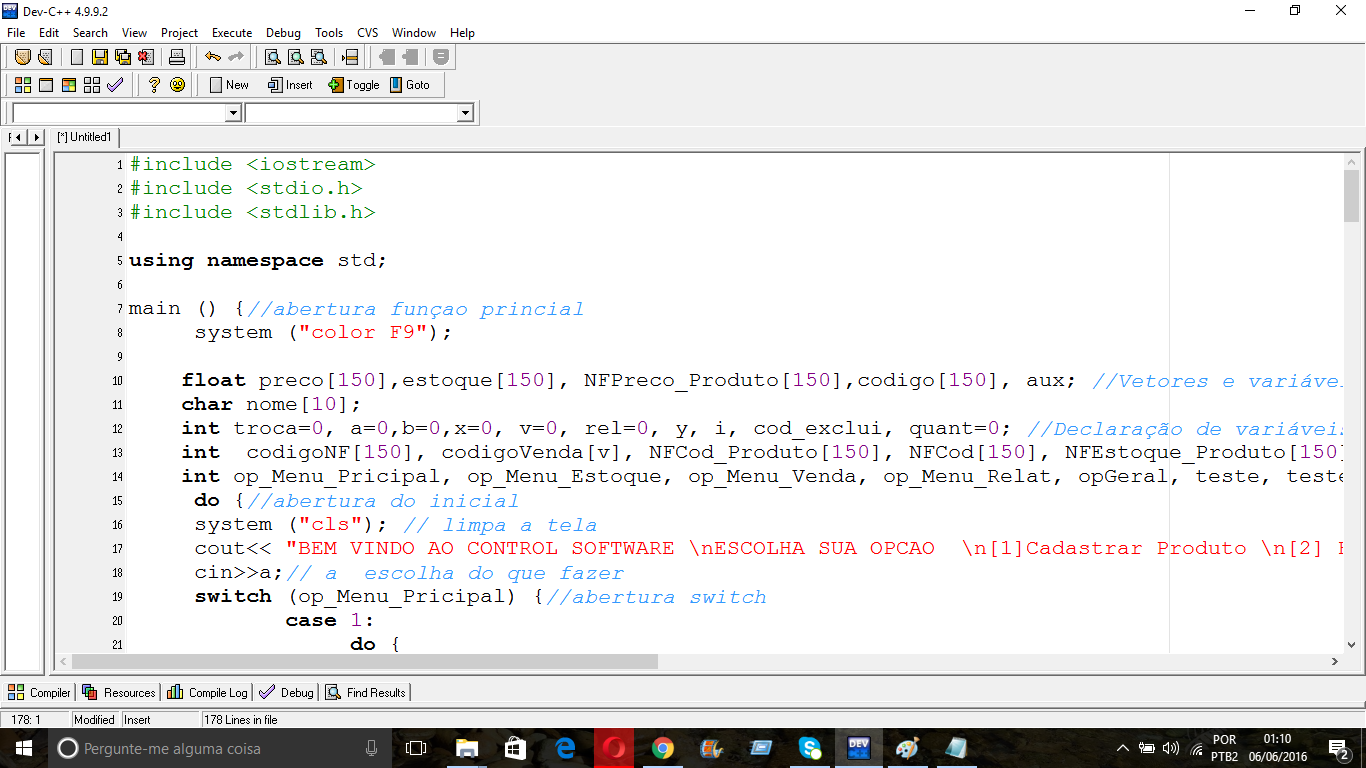 Dev-C++ 4.9.9.2
File Edit Search View Project Execute Debug Tools CVS Window Help
New Insert Toggle Goto
[*] Untitled1
1 #include <iostream>
2 #include <stdio.h>
3 #include <stdlib.h>
4
5 using namespace std;
6
7 main () {//abertura funçao princial
8 system ("color F9");
9
10 float preco[150],estoque[150], NFPreco_Produto[150],codigo[150], aux; //Vetores e variáve
11 char nome[10];
12 int troca=0, a=0,b=0,x=0, v=0, rel=0, y, i, cod_exclui, quant=0; //Declaração de variáveis
13 int codigoNF[150], codigoVenda[v], NFCod_Produto[150], NFCod[150], NFEstoque_Produto[150]
14 int op_Menu_Pricipal, op_Menu_Estoque, op_Menu_Venda, op_Menu_Relat, opGeral, teste, teste
15 do {//abertura do inicial
16 system ("cls"); // limpa a tela
17 cout<< "BEM VINDO AO CONTROL SOFTWARE \nESCOLHA SUA OPCAO \n[1]Cadastrar Produto \n[2]
18 cin>>a;// a escolha do que fazer
19 switch (op_Menu_Pricipal) {//abertura switch
20 case 1:
21 do {
Compiler Resources Compile Log Debug Find Results
178: 1 Modified Insert 178 Lines in file
Pergunte-me alguma coisa
DEV
POR 01:10
PTB2 06/06/2016
2